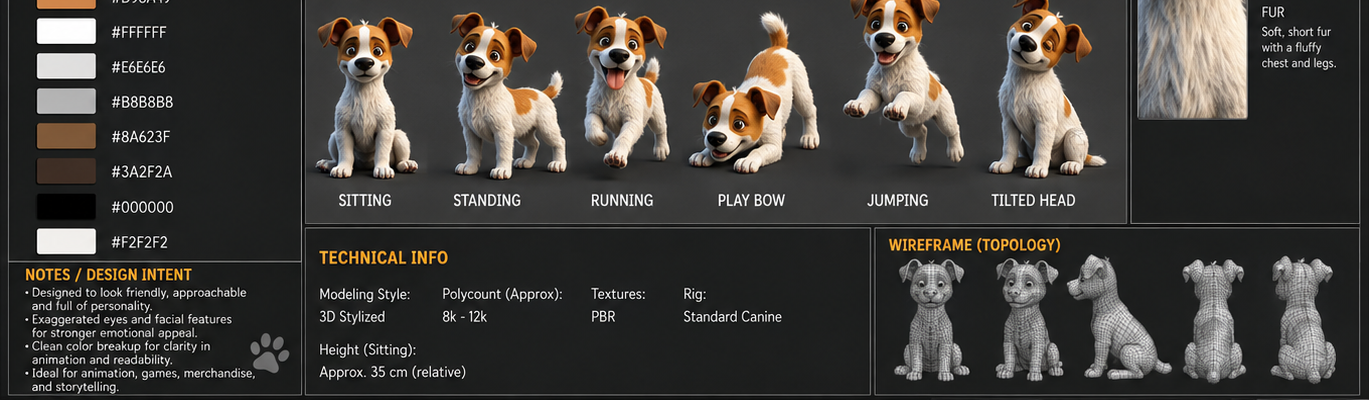 #FFFFFF
#E6E6E6
#B8B8B8
#8A623F
#3A2F2A
#000000
#F2F2F2
NOTES / DESIGN INTENT
• Designed to look friendly, approachable
and full of personality.
• Exaggerated eyes and facial features
for stronger emotional appeal.
• Clean color breakup for clarity in
animation and readability.
• Ideal for animation, games, merchandise,
and storytelling.
SITTING
STANDING
RUNNING
PLAY BOW
JUMPING
TILTED HEAD
FUR
Soft, short fur
with a fluffy
chest and legs.
TECHNICAL INFO
Modeling Style:
3D Stylized
Polycount (Approx):
8k - 12k
Textures:
PBR
Rig:
Standard Canine
Height (Sitting):
Approx. 35 cm (relative)
WIREFRAME (TOPOLOGY)